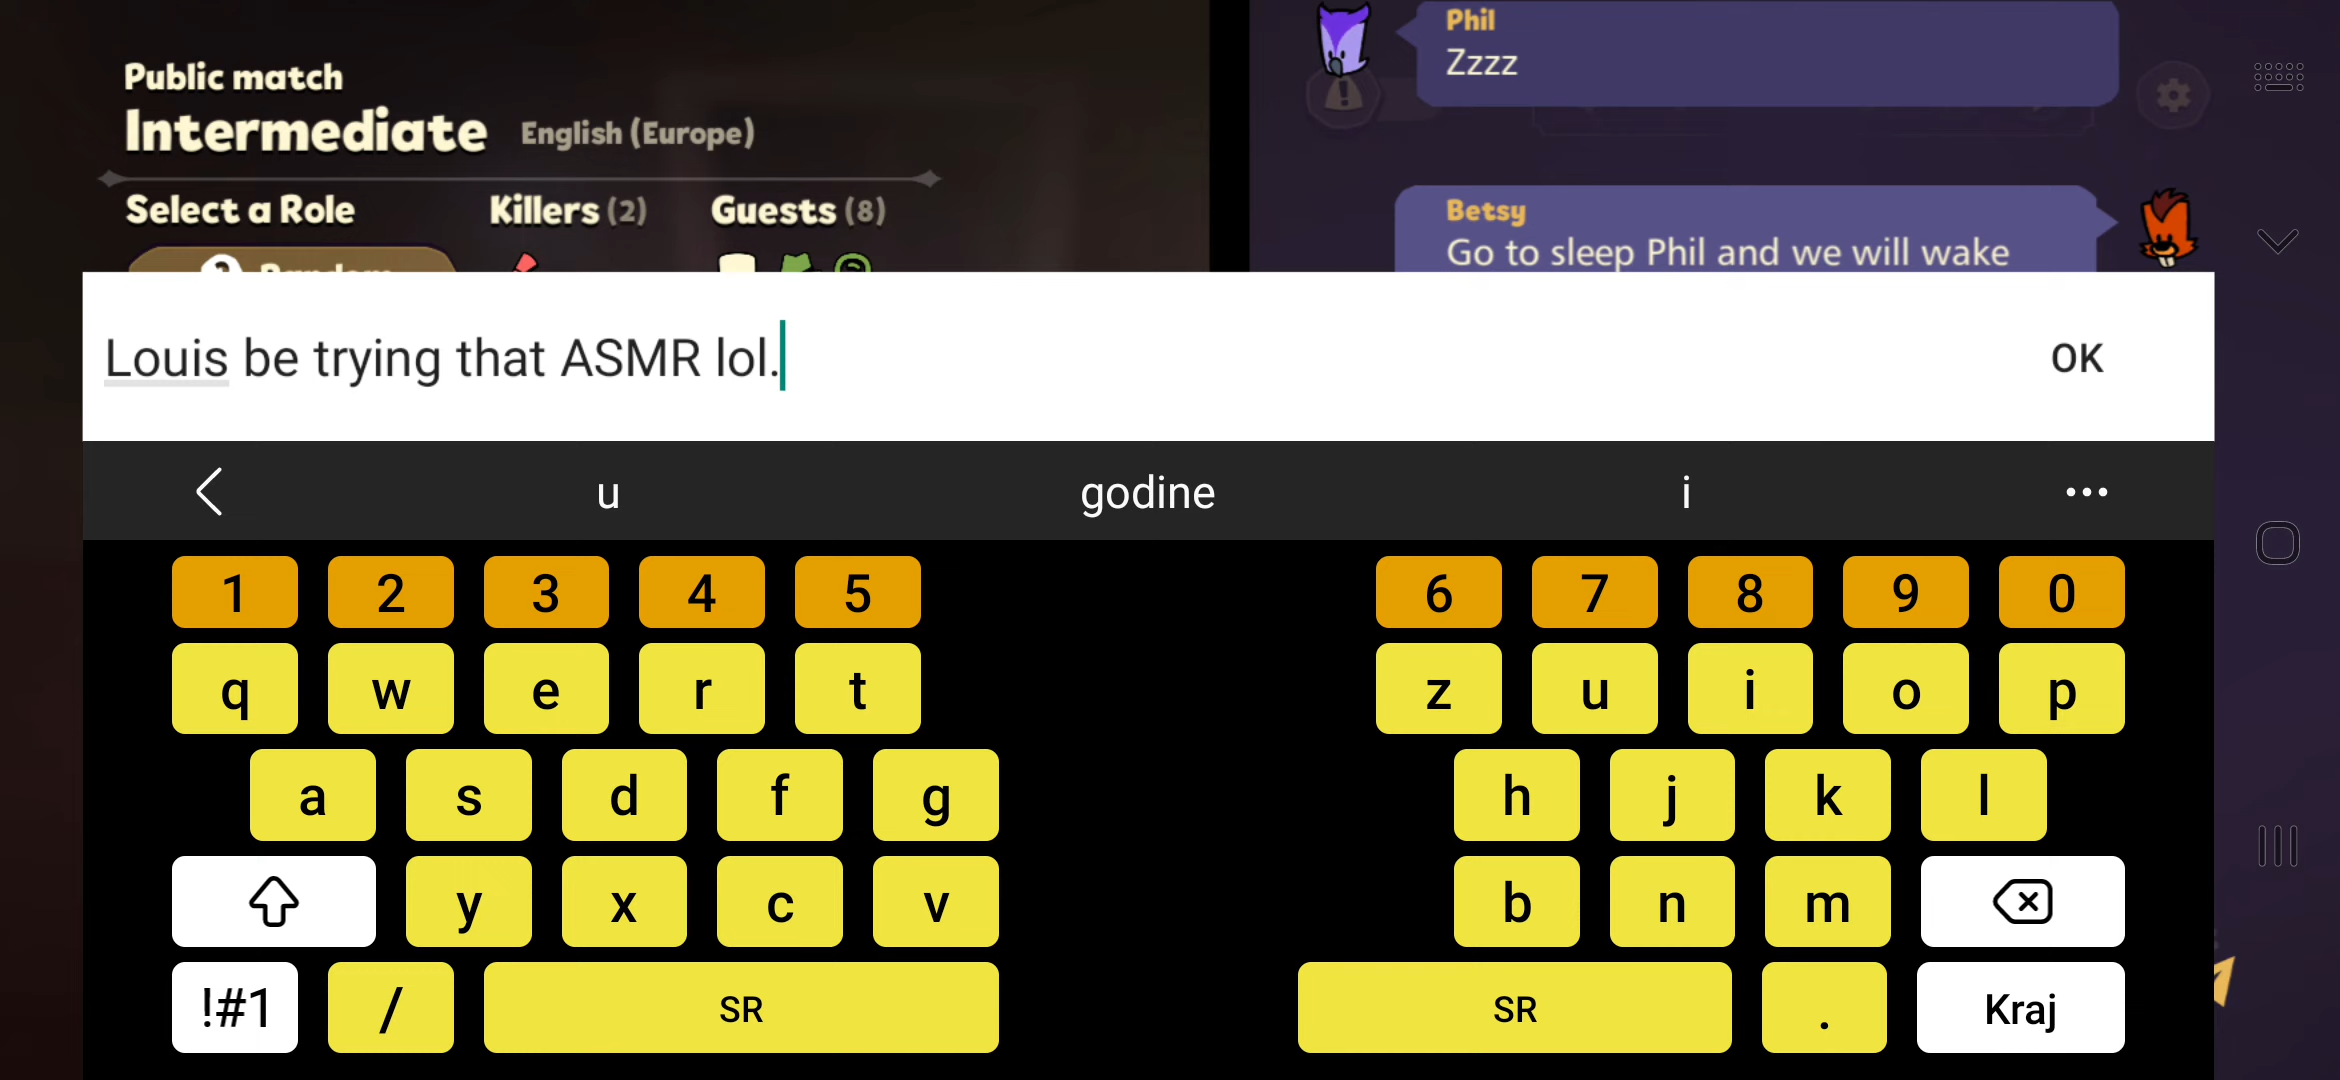 Public match
Intermediate English (Europe)
Select a Role Killers (2) Guests (8)
Random
Phil
Zzzz
Betsy
Go to sleep Phil and we will wake
Louis be trying that ASMR lol.
OK
u godine i
1 2 3 4 5 6 7 8 9 0
q w e r t z u i o p
a s d f g h j k l
y x c v b n m
!#1 / SR SR . Kraj